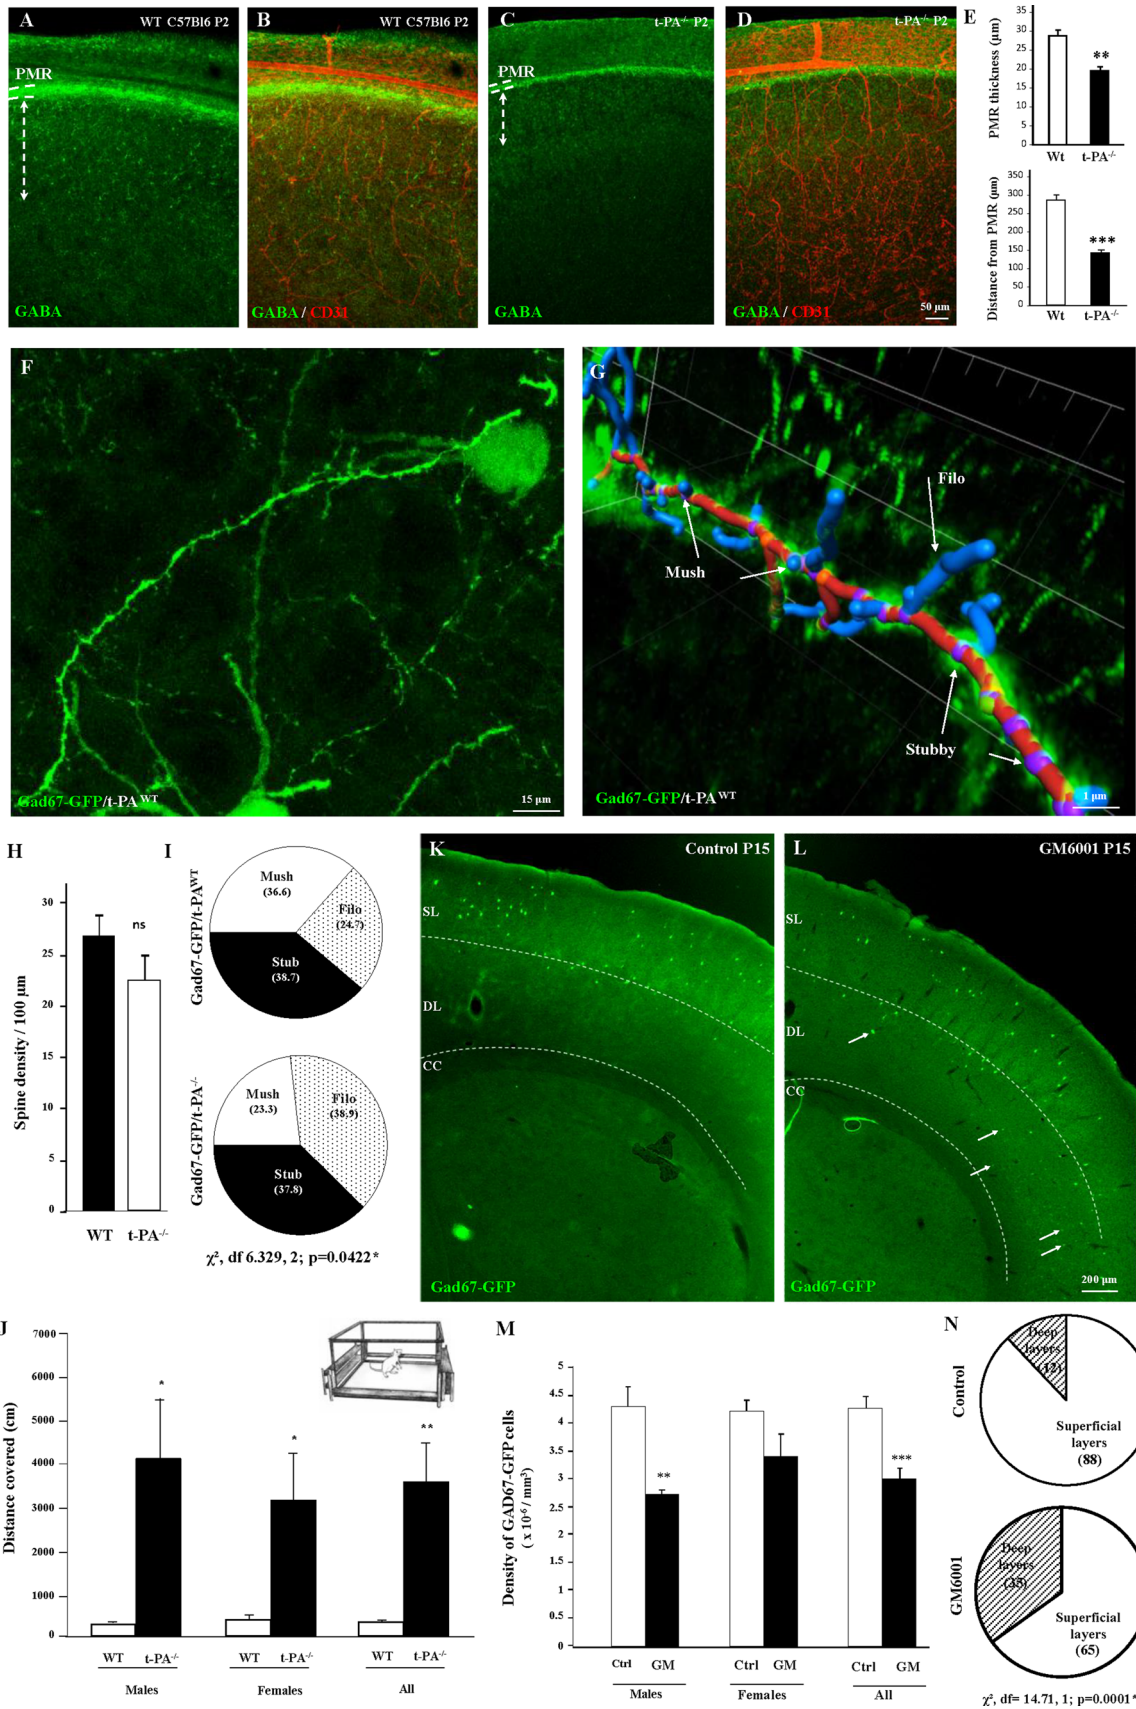 A
WT C57Bl6 P2
PMR
GABA
B
WT C57Bl6 P2
GABA / CD31
C
t-PA-/- P2
PMR
GABA
D
t-PA-/- P2
GABA / CD31
50 µm
E
PMR thickness (µm)
35
30
25
20
15
10
5
0
**
Wt
t-PA-/-
Distance from PMR (µm)
350
300
250
200
150
100
50
0
***
Wt
t-PA-/-
F
Gad67-GFP/t-PAWT
15 µm
G
Filo
Mush
Stubby
Gad67-GFP/t-PAWT
1 µm
H
Spine density / 100 µm
30
25
20
15
10
5
0
ns
WT
t-PA-/-
I
Gad67-GFP/t-PAWT
Mush
(36.6)
Filo
(24.7)
Stub
(38.7)
Gad67-GFP/t-PA-/-
Mush
(23.3)
Filo
(38.9)
Stub
(37.8)
χ², df 6.329, 2; p=0.0422*
K
Control P15
SL
DL
CC
Gad67-GFP
L
GM6001 P15
SL
DL
CC
Gad67-GFP
200 µm
J
Distance covered (cm)
7000
6000
5000
4000
3000
2000
1000
0
*
*
**
WT
t-PA-/-
WT
t-PA-/-
WT
t-PA-/-
Males
Females
All
M
Density of GAD67-GFP cells
( x 10-6 / mm3)
5
4.5
4
3.5
3
2.5
2
1.5
1
0.5
0
**
***
Ctrl
GM
Ctrl
GM
Ctrl
GM
Males
Females
All
N
Control
Deep
layers
(12)
Superficial
layers
(88)
GM6001
Deep
layers
(35)
Superficial
layers
(65)
χ², df= 14.71, 1; p=0.0001*